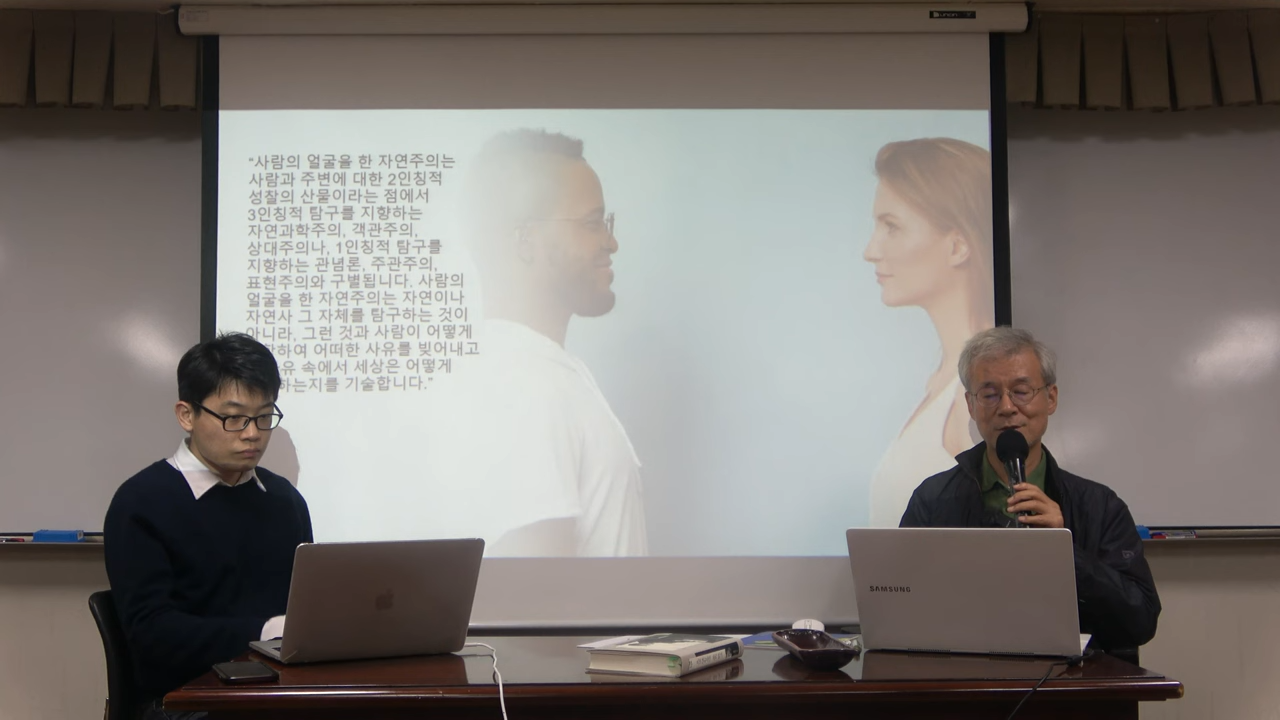 “사람의 얼굴을 한 자연주의는
사람과 주변에 대한 2인칭적
성찰의 산물이라는 점에서
3인칭적 탐구를 지향하는
자연과학주의, 객관주의,
상대주의나, 1인칭적 탐구를
지향하는 관념론, 주관주의,
표현주의와 구별됩니다. 사람의
얼굴을 한 자연주의는 자연이나
자연사 그 자체를 탐구하는 것이
아니라, 그런 것과 사람이 어떻게
하여 어떠한 사유를 빚어내고
속에서 세상은 어떻게
하는지를 기술합니다.”
SAMSUNG